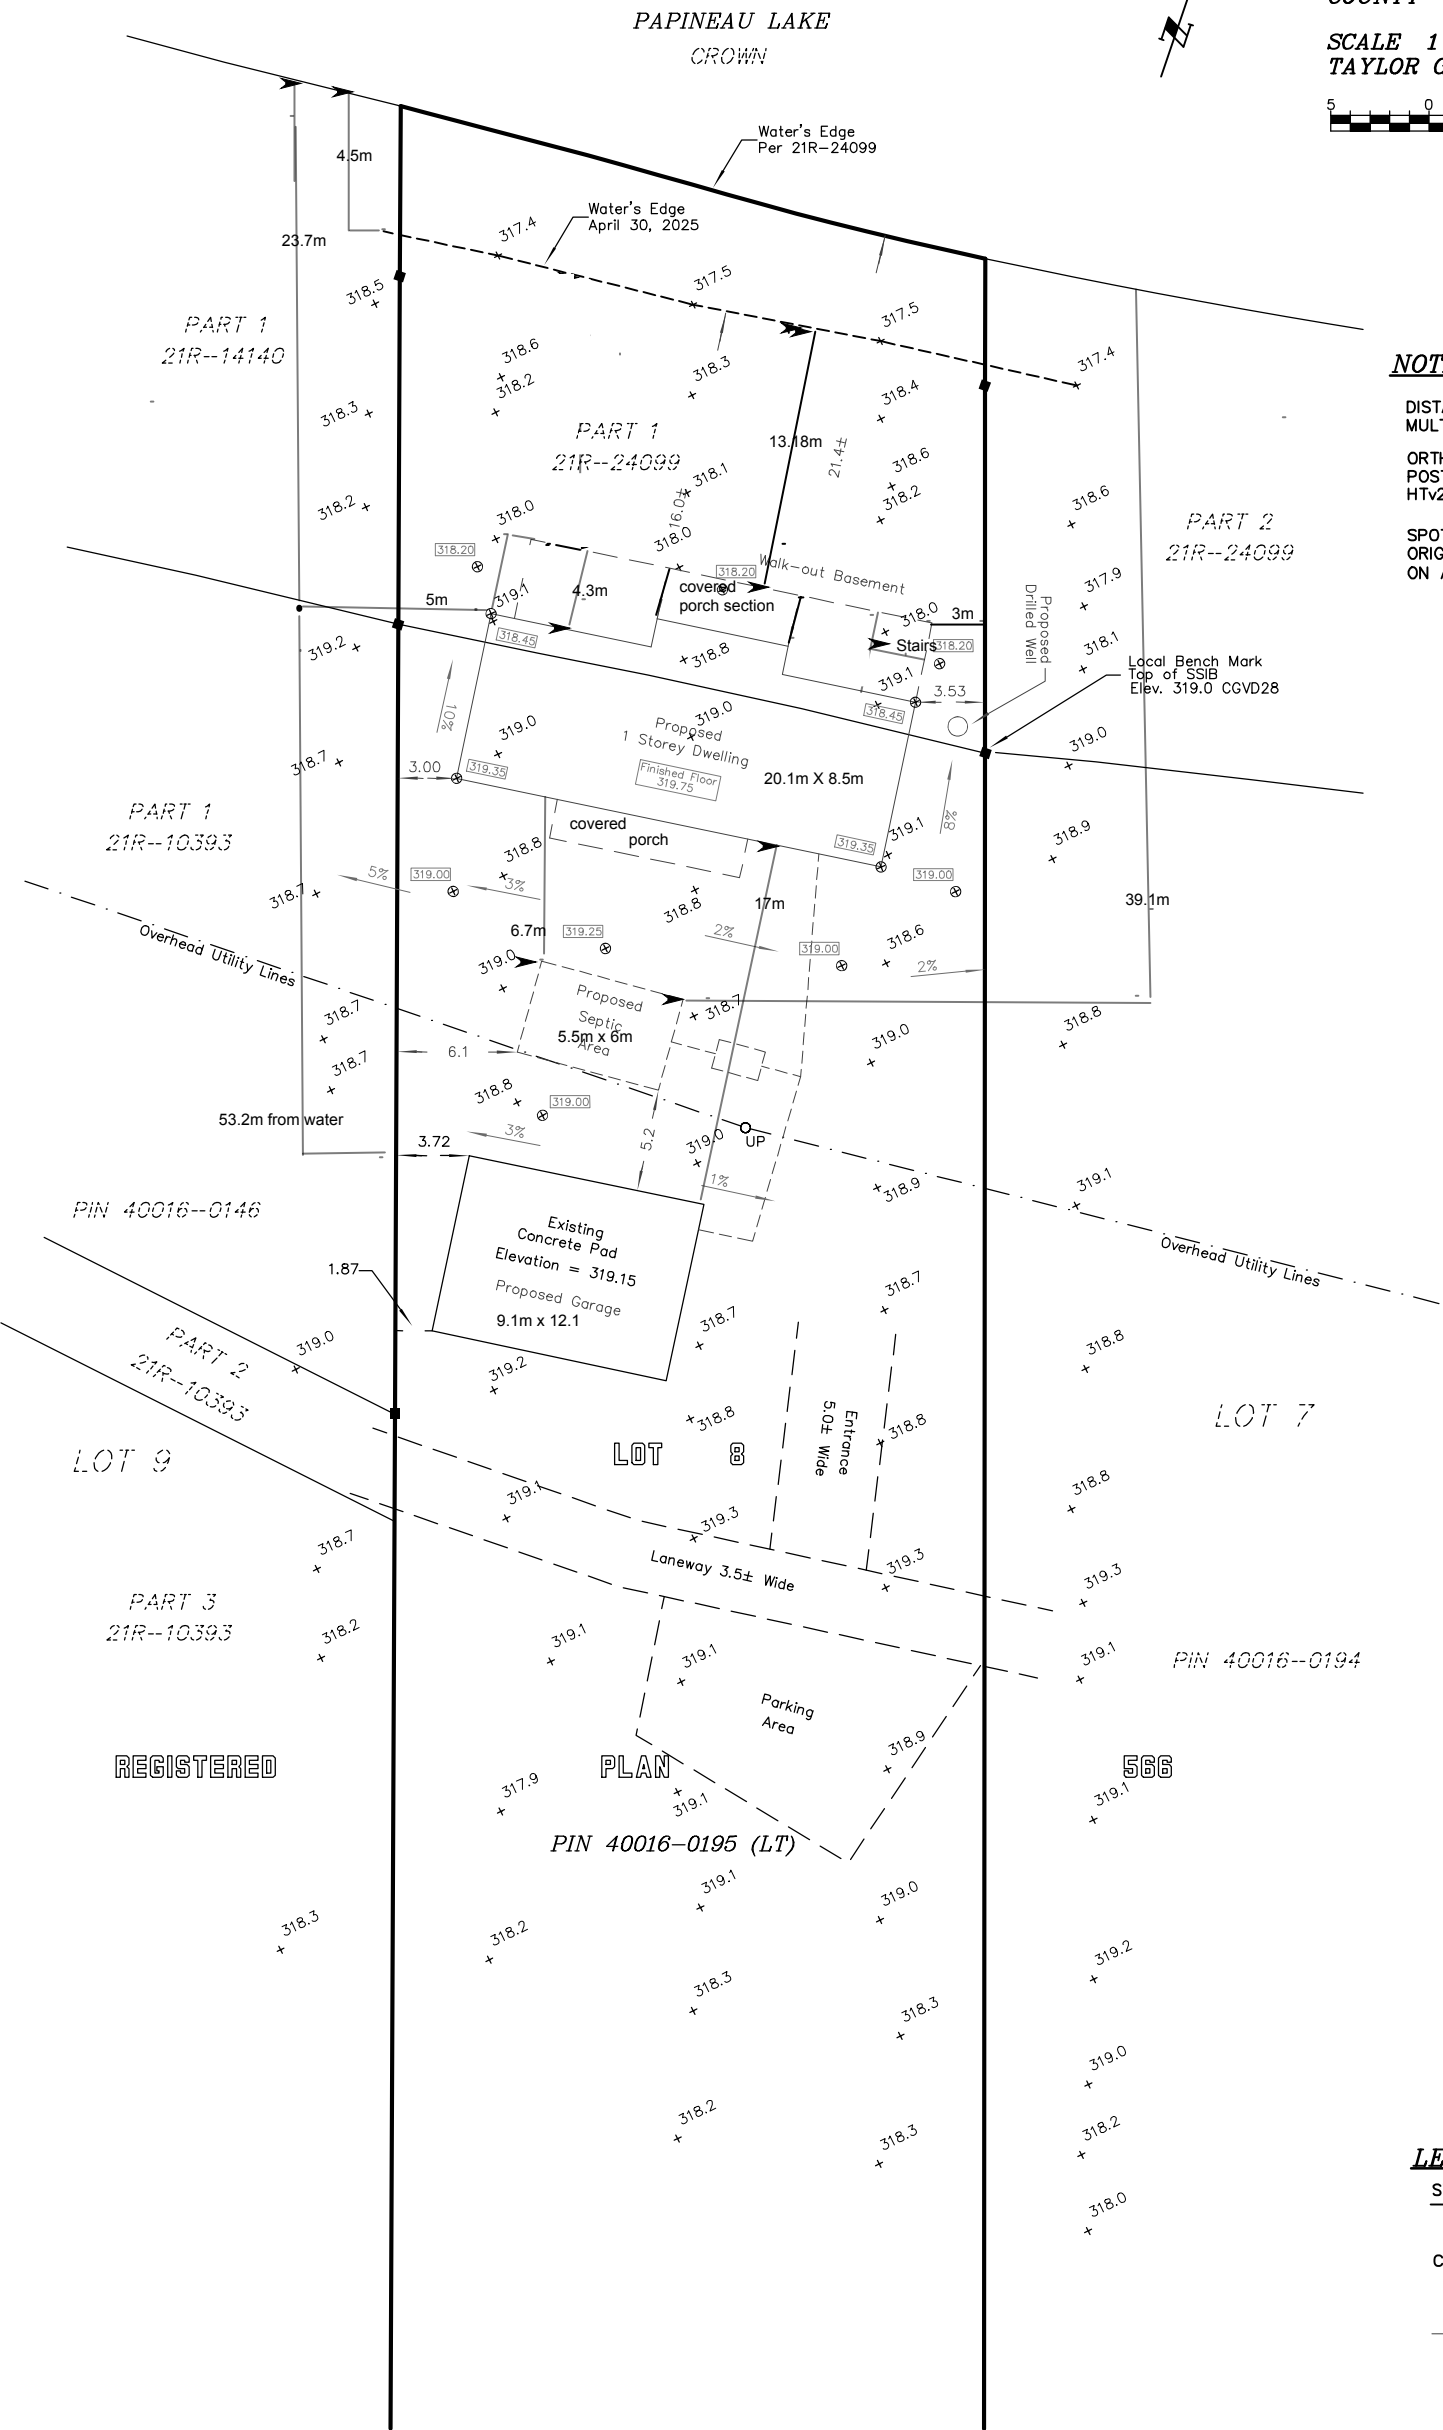 PAPINEAU LAKE
CROWN
SCALE 1
TAYLOR G
5 0
Water's Edge
Per 21R-24099
4.5m
Water's Edge
April 30, 2025
317.4
23.7m
317.5
318.5
317.5
PART 1
21R--14140
317.4
318.6
318.2
318.3
318.4
318.3
NOT
DIST
MULT
ORTH
POST
HTv2
SPOT
ORIG
ON A
PART 1
21R--24099
13.18m
21.4±
318.6
318.1
318.2
318.2
16.0±
318.6
318.0
318.0
PART 2
21R--24099
318.20
318.20
Walk-out Basement
4.3m
covered
porch section
5m
319.1
318.45
318.0
3m
Stairs
318.20
317.9
Proposed
Drilled Well
318.1
319.2
318.8
Local Bench Mark
Top of SSIB
Elev. 319.0 CGVD28
319.1
318.45
3.53
10%
319.0
319.0
Proposed
1 Storey Dwelling
Finished Floor
319.75
20.1m X 8.5m
319.0
318.7
3.00
319.35
PART 1
21R--10393
covered
porch
8%
319.1
319.35
318.9
318.8
5%
319.00
3%
319.00
318.7
318.8
17m
39.1m
6.7m
319.25
2%
319.00
318.6
2%
Overhead Utility Lines
319.0
Proposed
Septic
Area
5.5m x 6m
318.7
318.7
319.0
318.8
6.1
318.7
318.8
319.00
53.2m from water
3%
3.72
5.2
319.0
UP
1%
318.9
319.1
PIN 40016--0146
Existing
Concrete Pad
Elevation = 319.15
Proposed Garage
9.1m x 12.1
Overhead Utility Lines
1.87
318.7
318.7
319.0
318.8
PART 2
21R--10393
319.2
318.8
Entrance
5.0± Wide
318.8
LOT 7
LOT 9
LOT 8
319.1
318.8
319.3
318.7
Laneway 3.5± Wide
319.3
319.3
PART 3
21R--10393
318.2
319.1
319.1
319.1
PIN 40016--0194
Parking
Area
318.9
REGISTERED PLAN 566
317.9
319.1
319.1
PIN 40016-0195 (LT)
319.1
319.0
318.3
318.2
319.2
318.3
318.3
319.0
318.2
318.3
318.2
LE
S
318.0
C